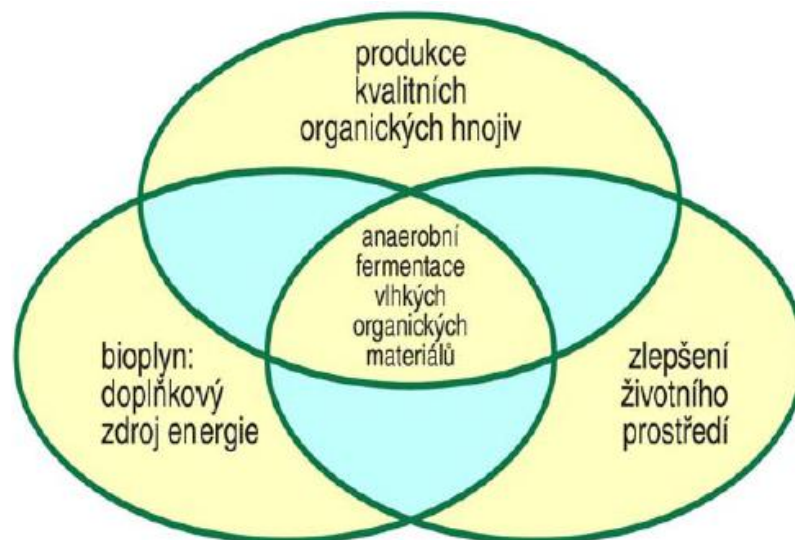 produkce
kvalitních
organických hnojiv
anaerobní
fermentace
vlhkých
organických
materiálů
bioplyn:
doplňkový
zdroj energie
zlepšení
životního
prostředí